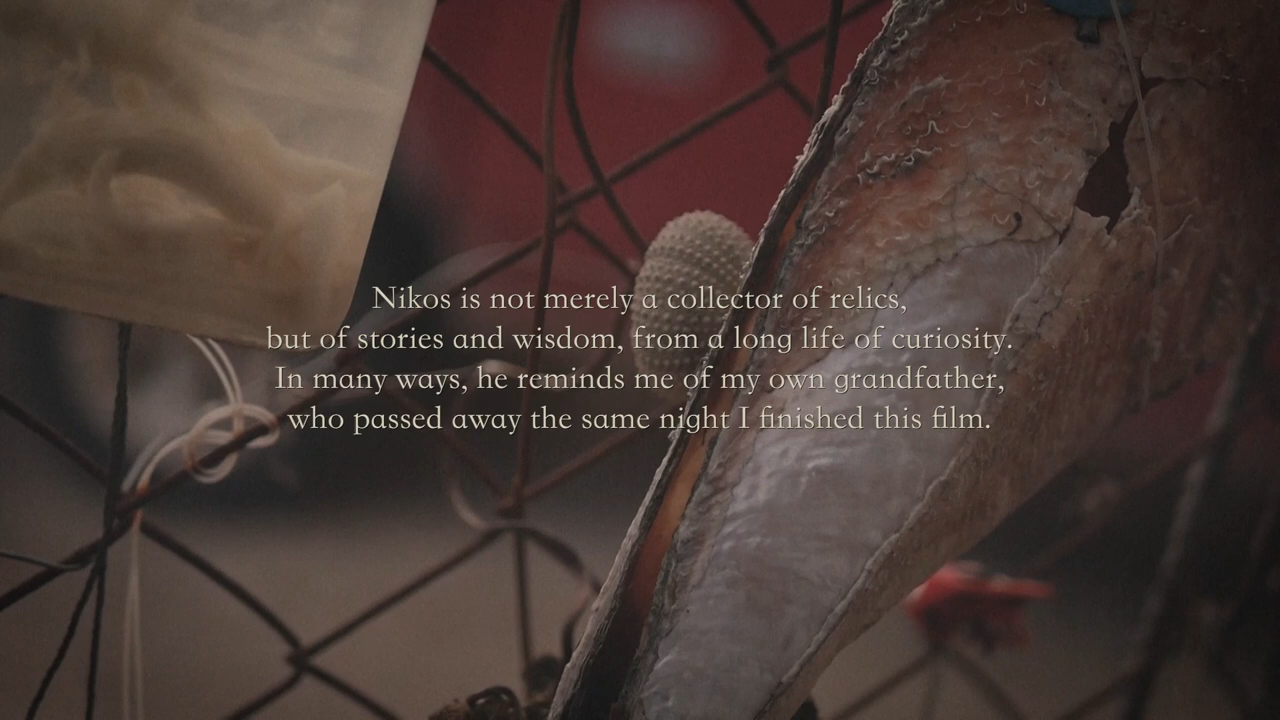 Nikos is not merely a collector of relics,
but of stories and wisdom, from a long life of curiosity.
In many ways, he reminds me of my own grandfather,
who passed away the same night I finished this film.